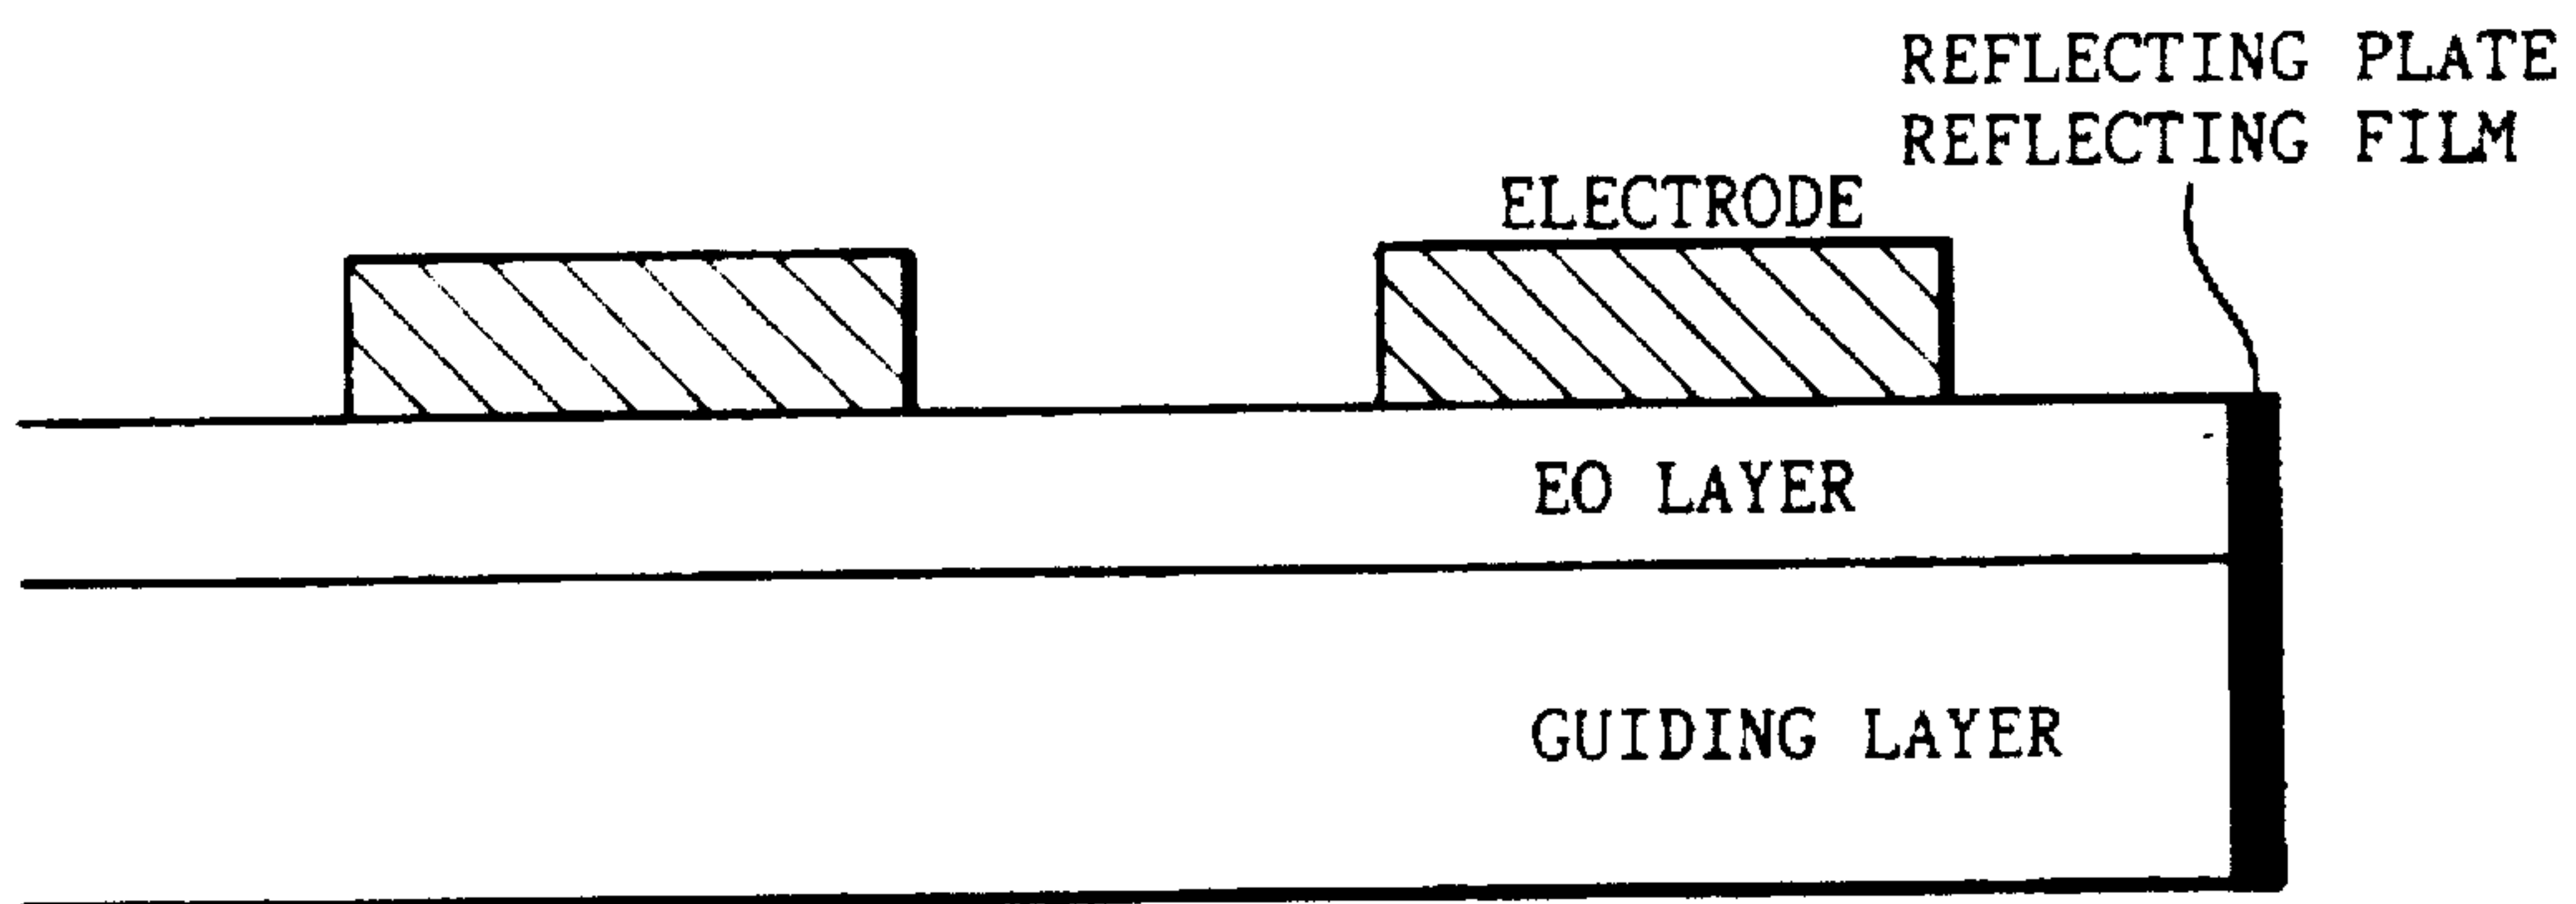 REFLECTING PLATE
REFLECTING FILM
ELECTRODE
EO LAYER
GUIDING LAYER